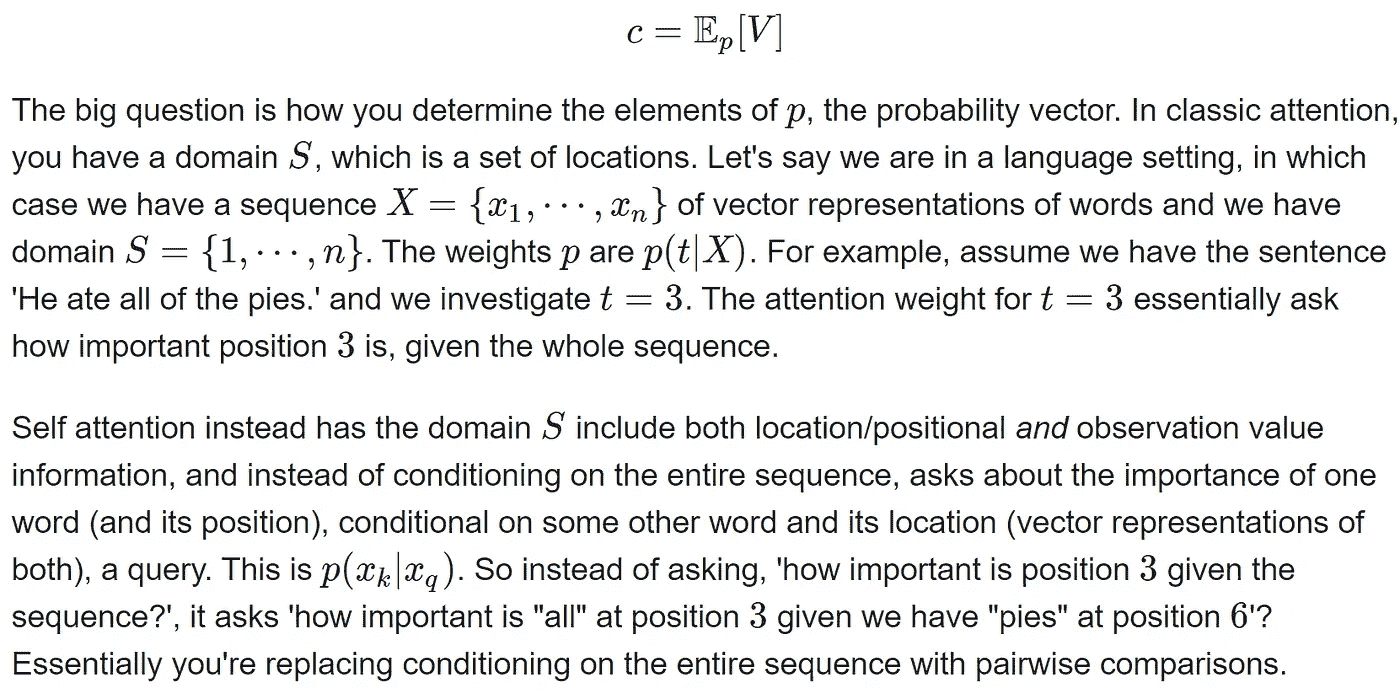 c = 𝔼ₚ[V]
The big question is how you determine the elements of p, the probability vector. In classic attention,
you have a domain S, which is a set of locations. Let's say we are in a language setting, in which
case we have a sequence X = {x₁, ⋯ , xₙ} of vector representations of words and we have
domain S = {1, ⋯ , n}. The weights p are p(t|X). For example, assume we have the sentence
'He ate all of the pies.' and we investigate t = 3. The attention weight for t = 3 essentially ask
how important position 3 is, given the whole sequence.
Self attention instead has the domain S include both location/positional and observation value
information, and instead of conditioning on the entire sequence, asks about the importance of one
word (and its position), conditional on some other word and its location (vector representations of
both), a query. This is p(x_k|x_q). So instead of asking, 'how important is position 3 given the
sequence?', it asks 'how important is "all" at position 3 given we have "pies" at position 6'?
Essentially you're replacing conditioning on the entire sequence with pairwise comparisons.